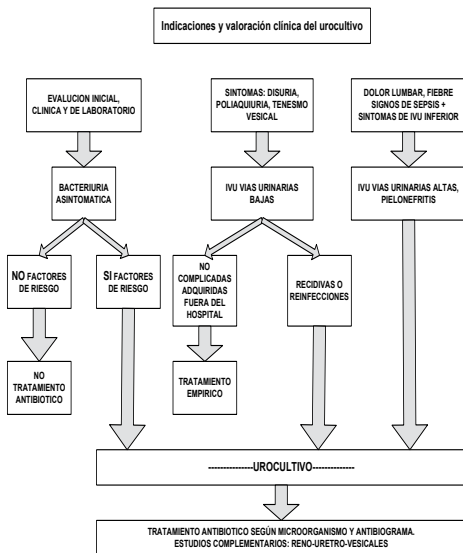 Indicaciones y valoración clínica del urocultivo
EVALUCION INICIAL,
CLINICA Y DE LABORATORIO
SINTOMAS: DISURIA,
POLIAQUIURIA, TENESMO
VESICAL
DOLOR LUMBAR, FIEBRE
SIGNOS DE SEPSIS +
SINTOMAS DE IVU INFERIOR
BACTERIURIA
ASINTOMATICA
IVU VIAS URINARIAS
BAJAS
IVU VIAS URINARIAS ALTAS,
PIELONEFRITIS
NO FACTORES
DE RIESGO
SI FACTORES
DE RIESGO
NO
COMPLICADAS
ADQUIRIDAS
FUERA DEL
HOSPITAL
RECIDIVAS O
REINFECCIONES
NO
TRATAMIENTO
ANTIBIOTICO
TRATAMIENTO
EMPIRICO
---------------UROCULTIVO--------------
TRATAMIENTO ANTIBIOTICO SEGÚN MICROORGANISMO Y ANTIBIOGRAMA.
ESTUDIOS COMPLEMENTARIOS: RENO-URETRO-VESICALES